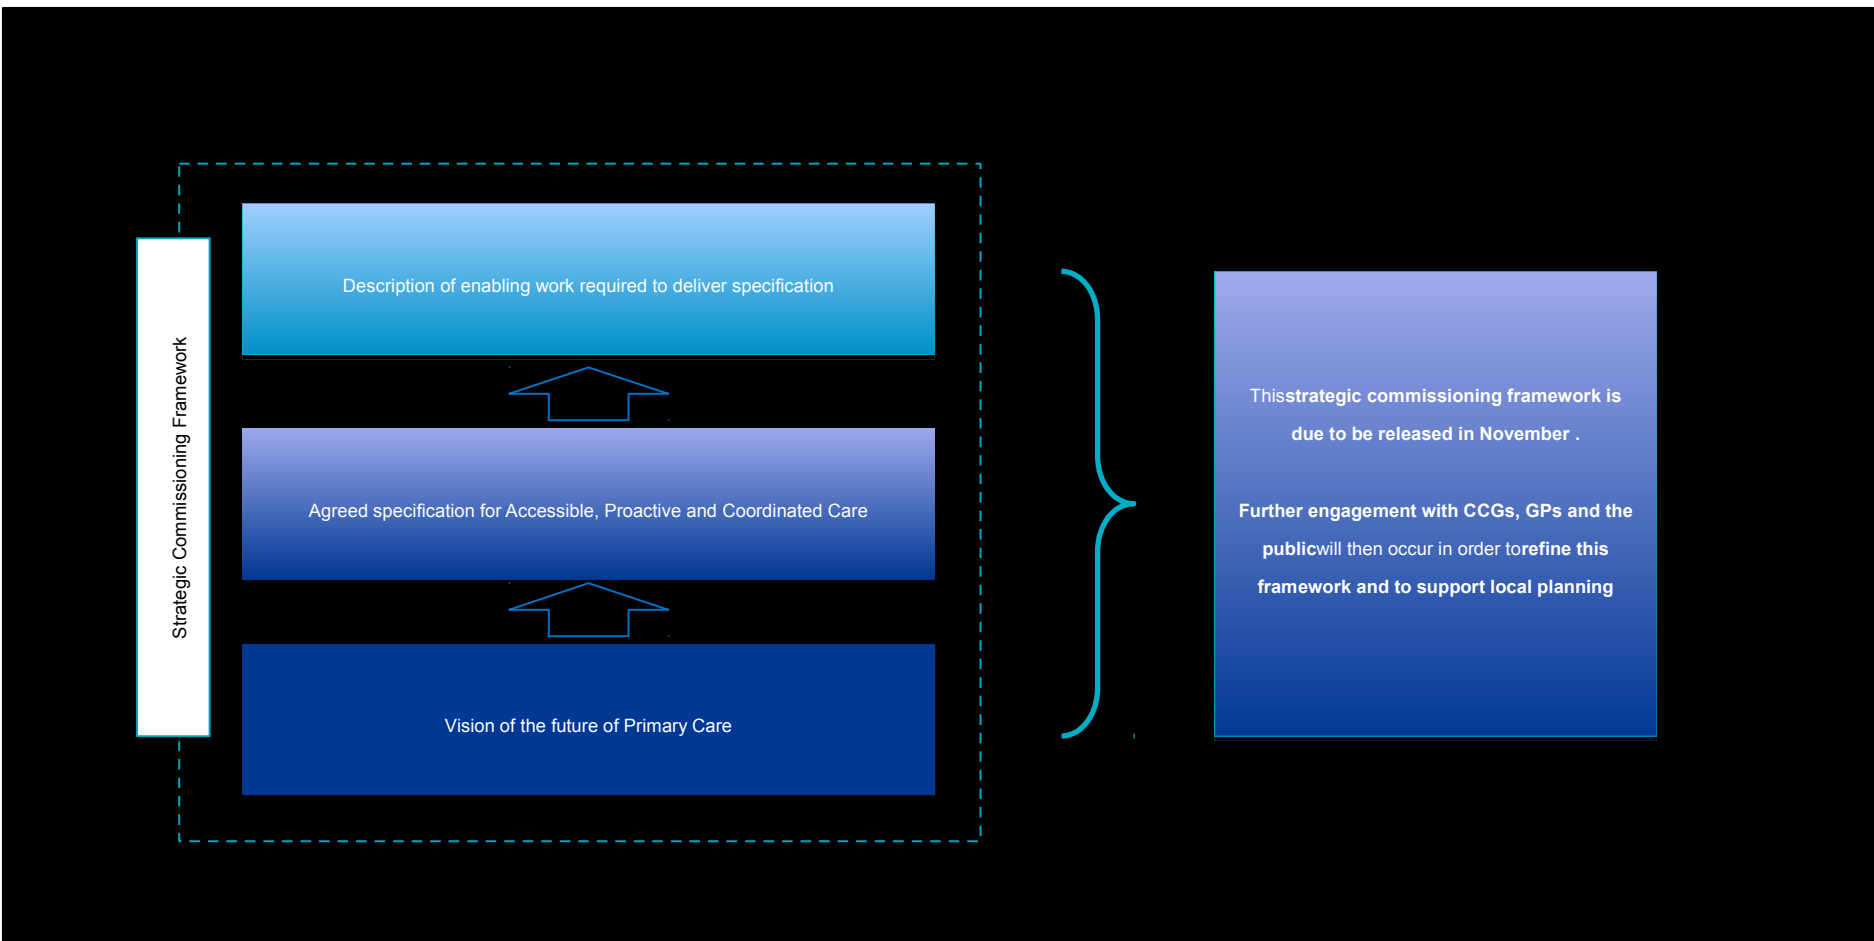 Strategic Commissioning Framework
Description of enabling work required to deliver specification
Agreed specification for Accessible, Proactive and Coordinated Care
Vision of the future of Primary Care
Thisstrategic commissioning framework is
due to be released in November .
Further engagement with CCGs, GPs and the
publicwill then occur in order torefine this
framework and to support local planning